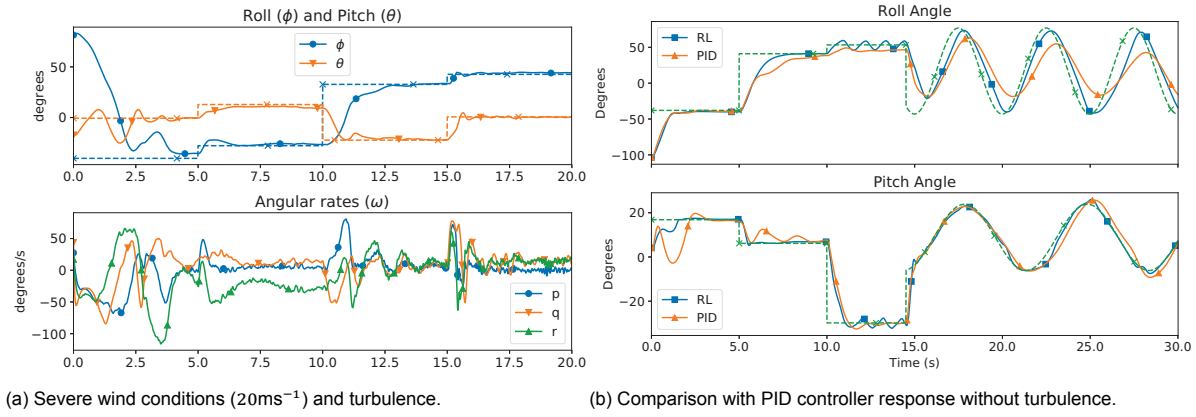 Roll (ϕ) and Pitch (θ)
degrees
50
0
ϕ
θ
0.0 2.5 5.0 7.5 10.0 12.5 15.0 17.5 20.0
Angular rates (ω)
degrees/s
50
0
−50
−100
p
q
r
0.0 2.5 5.0 7.5 10.0 12.5 15.0 17.5 20.0
(a) Severe wind conditions (20ms⁻¹) and turbulence.
Roll Angle
Degrees
50
0
−50
−100
RL
PID
Pitch Angle
Degrees
20
0
−20
RL
PID
0.0 5.0 10.0 15.0 20.0 25.0 30.0
Time (s)
(b) Comparison with PID controller response without turbulence.